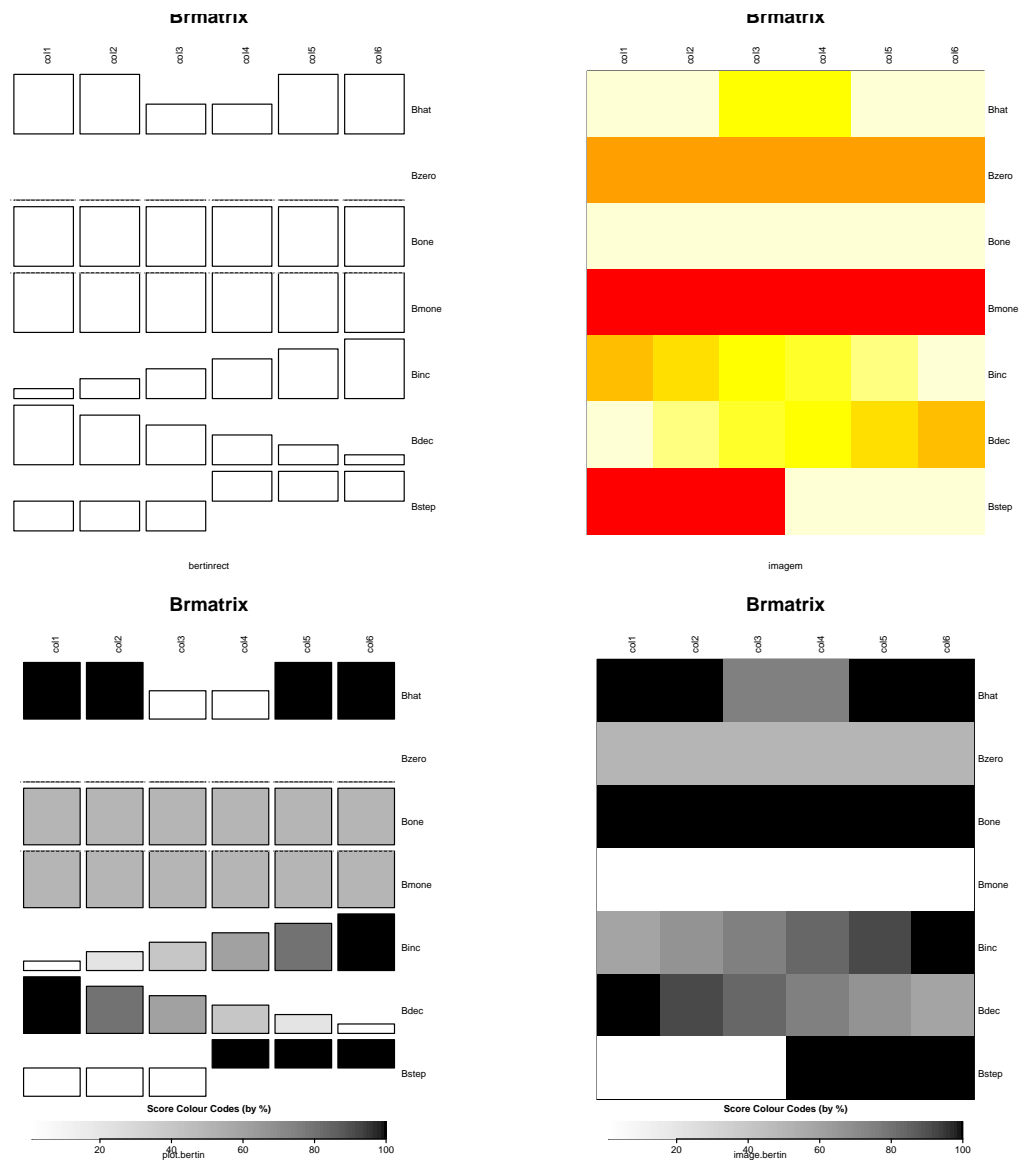 Brmatrix
col1 col2 col3 col4 col5 col6
Bhat
Bzero
Bone
Bmone
Binc
Bdec
Bstep
bertinrect
Brmatrix
col1 col2 col3 col4 col5 col6
Bhat
Bzero
Bone
Bmone
Binc
Bdec
Bstep
imagem
Brmatrix
col1 col2 col3 col4 col5 col6
Bhat
Bzero
Bone
Bmone
Binc
Bdec
Bstep
Score Colour Codes (by %)
20 40 60 80 100
plot.bertin
Brmatrix
col1 col2 col3 col4 col5 col6
Bhat
Bzero
Bone
Bmone
Binc
Bdec
Bstep
Score Colour Codes (by %)
20 40 60 80 100
image.bertin